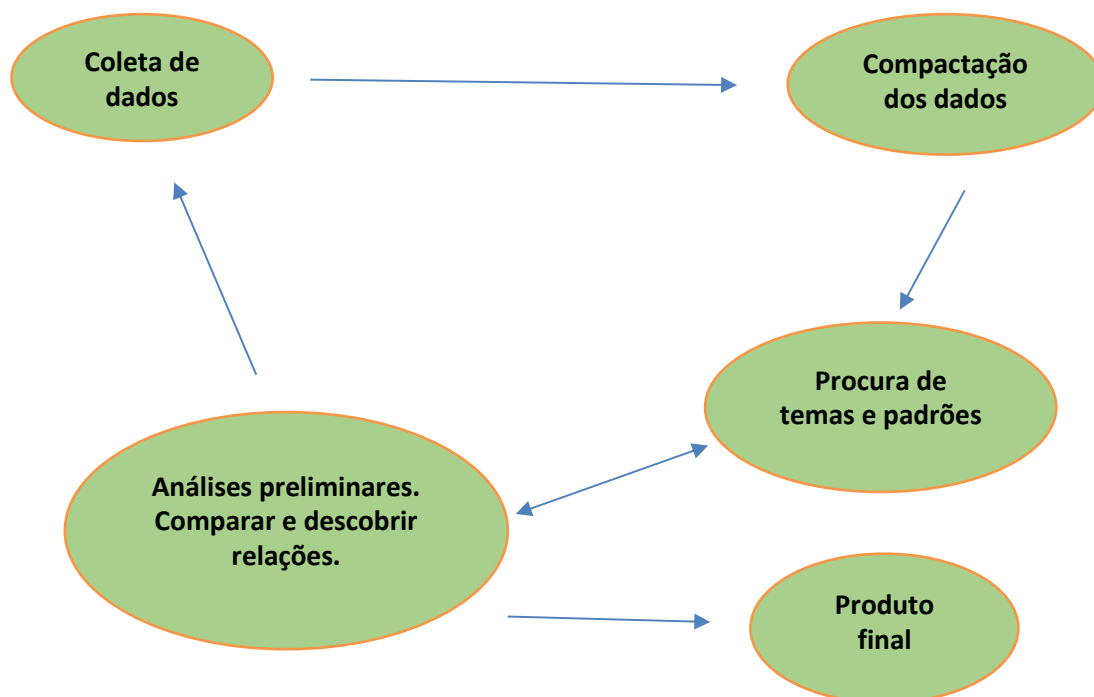 Coleta de
dados
Compactação
dos dados
Procura de
temas e padrões
Análises preliminares.
Comparar e descobrir
relações.
Produto
final